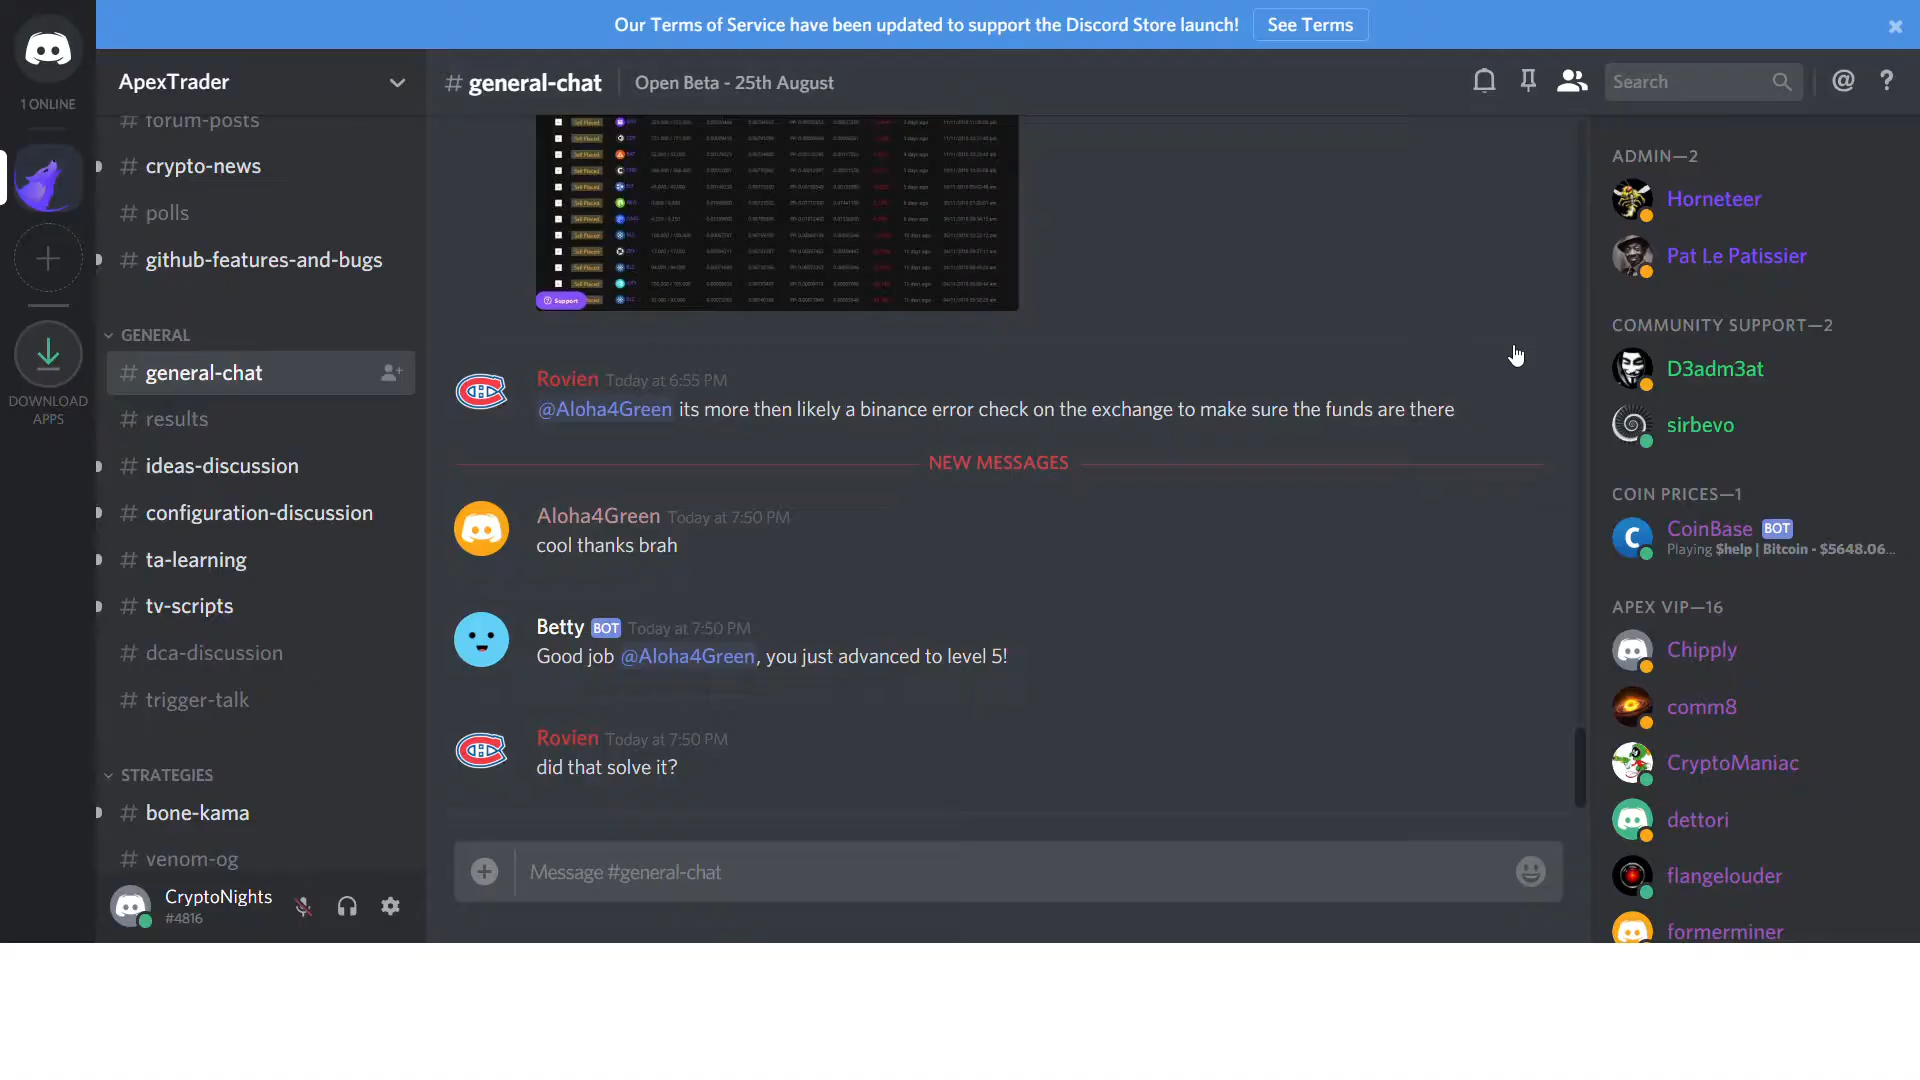 Our Terms of Service have been updated to support the Discord Store launch! See Terms
1 ONLINE
DOWNLOAD
APPS
ApexTrader
# forum-posts
# crypto-news
# polls
# github-features-and-bugs
GENERAL
# general-chat
# results
# ideas-discussion
# configuration-discussion
# ta-learning
# tv-scripts
# dca-discussion
# trigger-talk
STRATEGIES
# bone-kama
# venom-og
CryptoNights
#4816
# general-chat Open Beta - 25th August
Search
@ ?
Support
Rovien Today at 6:55 PM
@Aloha4Green its more then likely a binance error check on the exchange to make sure the funds are there
NEW MESSAGES
Aloha4Green Today at 7:50 PM
cool thanks brah
Betty BOT Today at 7:50 PM
Good job @Aloha4Green, you just advanced to level 5!
Rovien Today at 7:50 PM
did that solve it?
Message #general-chat
ADMIN—2
Horneteer
Pat Le Patissier
COMMUNITY SUPPORT—2
D3adm3at
sirbevo
COIN PRICES—1
CoinBase BOT
Playing $help | Bitcoin - $5648.06...
APEX VIP—16
Chipply
comm8
CryptoManiac
dettori
flangelouder
formerminer